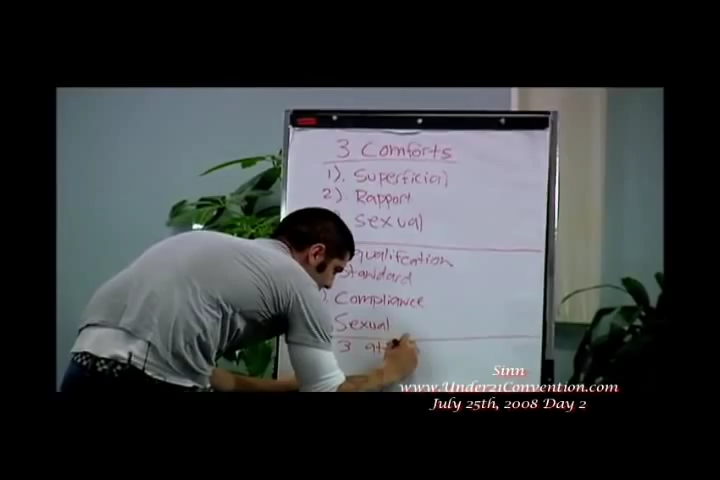 3 Comforts
1). Superficial
2). Rapport
Sexual
qualifcation
Standard
). Compliance
. Sexual
3
Sinn
www.Under21Convention.com
July 25th, 2008 Day 2